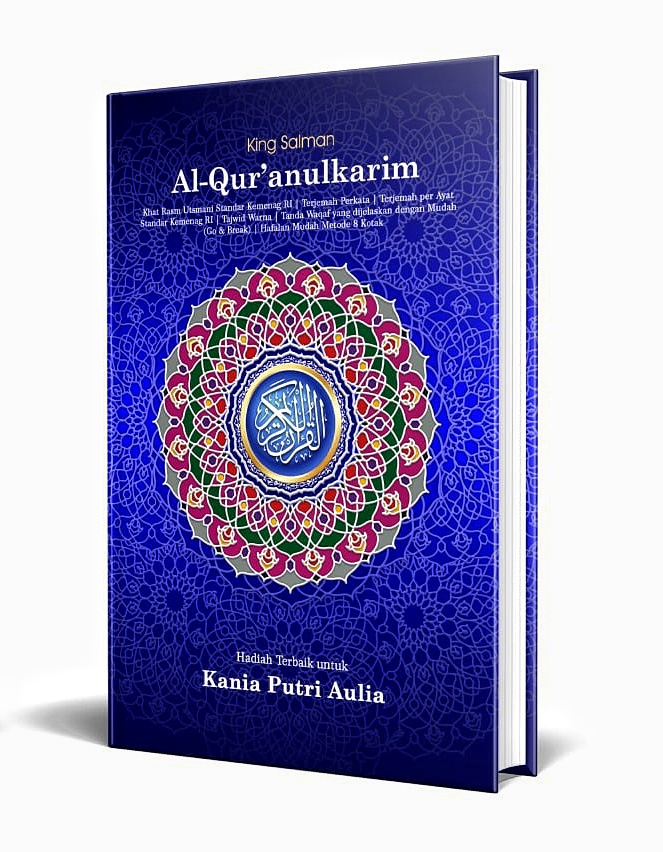 King Salman
Al-Qur'anulkarim
Khat Rasm Utsmani Standar Kemenag RI | Terjemah Perkata | Terjemah per Ayat
Standar Kemenag RI | Tajwid Warna | Tanda Waqaf yang dijelaskan dengan Mudah
(Go & Break) | Hafalan Mudah Metode 8 Kotak
القرآن الكريم
Hadiah Terbaik untuk
Kania Putri Aulia